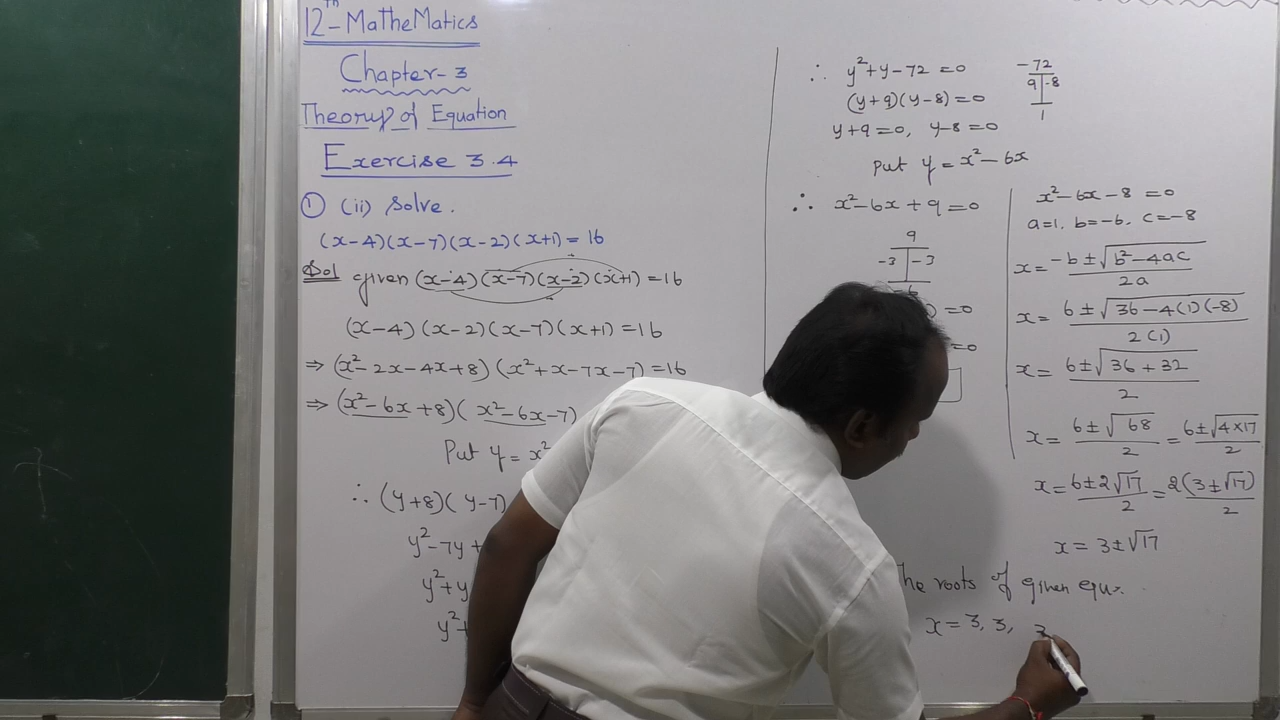 12th-MatheMatics
Chapter-3
Theory of Equation
Exercise 3.4
① (ii) Solve.
(x-4)(x-7)(x-2)(x+1) = 16
Sol given (x-4)(x-7)(x-2)(x+1) = 16
(x-4)(x-2)(x-7)(x+1) = 16
⇒ (x²-2x-4x+8)(x²+x-7x-7) = 16
⇒ (x²-6x+8)(x²-6x-7)
Put y = x²
∴ (y+8)(y-7)
y²-7y+
y²+y
y²+
∴ y²+y-72 = 0
-72
9 -8
1
(y+9)(y-8) = 0
y+9 = 0, y-8 = 0
Put y = x²-6x
∴ x²-6x+9 = 0
9
-3 -3
-6
) = 0
= 0
x²-6x-8 = 0
a=1, b=-6, c=-8
x = -b±√b²-4ac / 2a
x = 6±√36-4(1)(-8) / 2(1)
x = 6±√36+32 / 2
x = 6±√68 / 2 = 6±√4×17 / 2
x = 6±2√17 / 2 = 2(3±√17) / 2
x = 3±√17
The roots of given equ.
x = 3, 3, 3